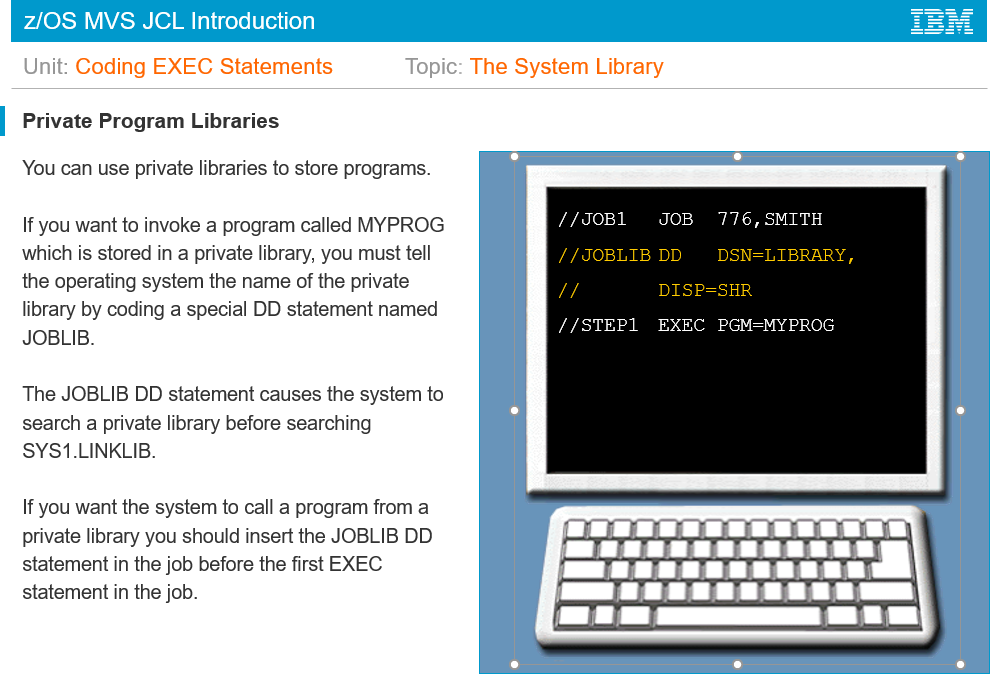 z/OS MVS JCL Introduction
IBM
Unit: Coding EXEC Statements Topic: The System Library
Private Program Libraries
You can use private libraries to store programs.
If you want to invoke a program called MYPROG
which is stored in a private library, you must tell
the operating system the name of the private
library by coding a special DD statement named
JOBLIB.
The JOBLIB DD statement causes the system to
search a private library before searching
SYS1.LINKLIB.
If you want the system to call a program from a
private library you should insert the JOBLIB DD
statement in the job before the first EXEC
statement in the job.
//JOB1 JOB 776,SMITH
//JOBLIB DD DSN=LIBRARY,
// DISP=SHR
//STEP1 EXEC PGM=MYPROG